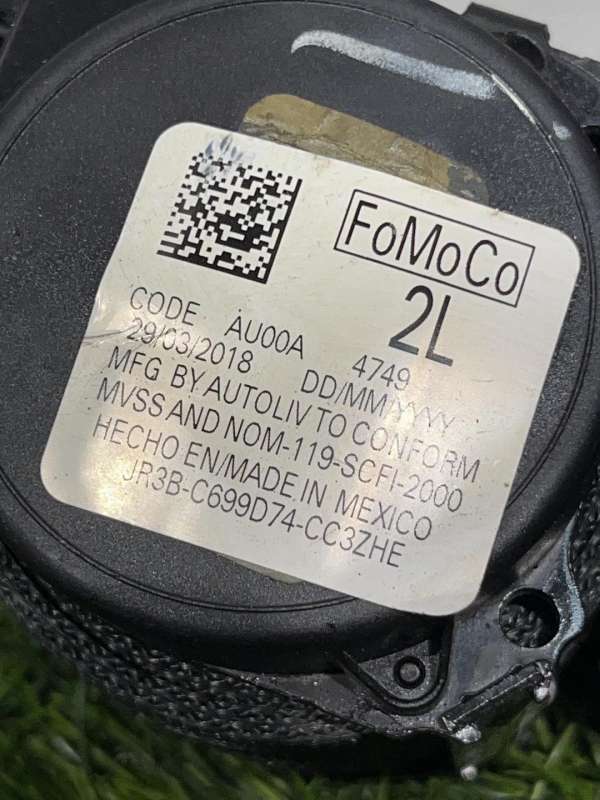 FoMoCo
2L
CODE AU00A 4749
29/03/2018 DD/MM/YYYY
MFG BY AUTOLIV TO CONFORM
MVSS AND NOM-119-SCFI-2000
HECHO EN/MADE IN MEXICO
JR3B-C699D74-CC3ZHE